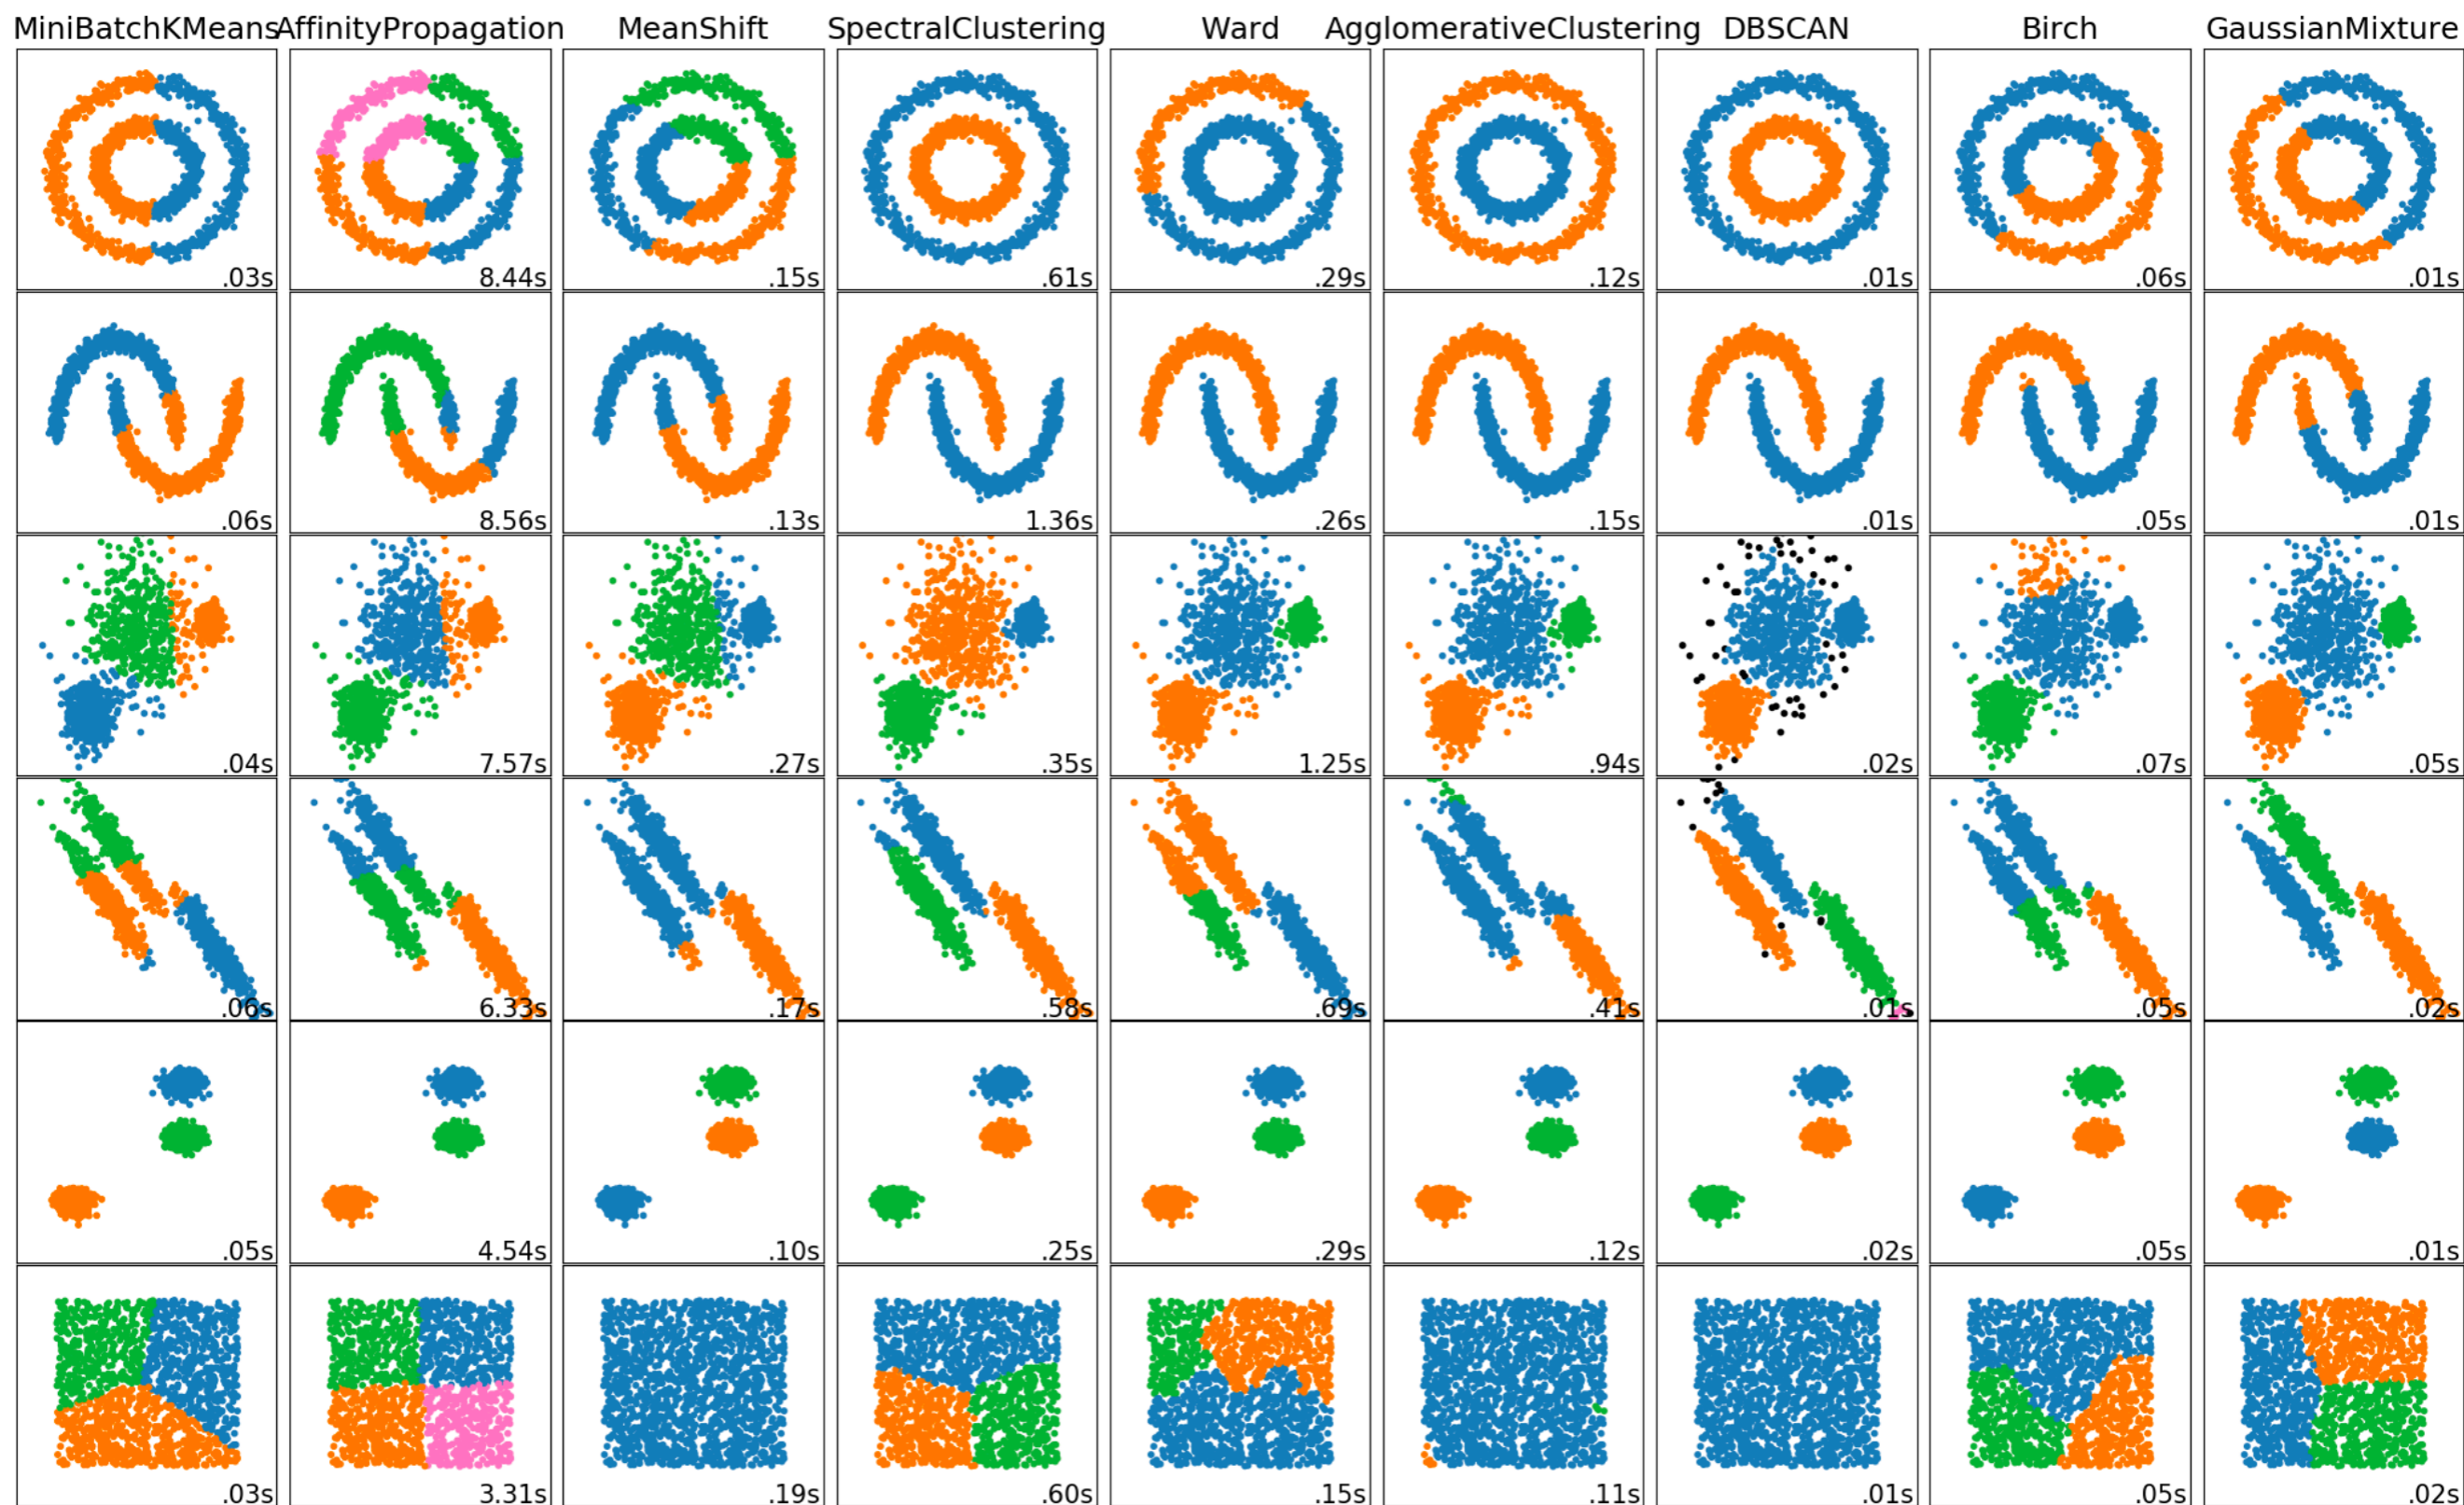 MiniBatchKMeans AffinityPropagation MeanShift SpectralClustering Ward AgglomerativeClustering DBSCAN Birch GaussianMixture
.03s 8.44s .15s .61s .29s .12s .01s .06s .01s
.06s 8.56s .13s 1.36s .26s .15s .01s .05s .01s
.04s 7.57s .27s .35s 1.25s .94s .02s .07s .05s
.06s 6.33s .17s .58s .69s .41s .01s .05s .02s
.05s 4.54s .10s .25s .29s .12s .02s .05s .01s
.03s 3.31s .19s .60s .15s .11s .01s .05s .02s